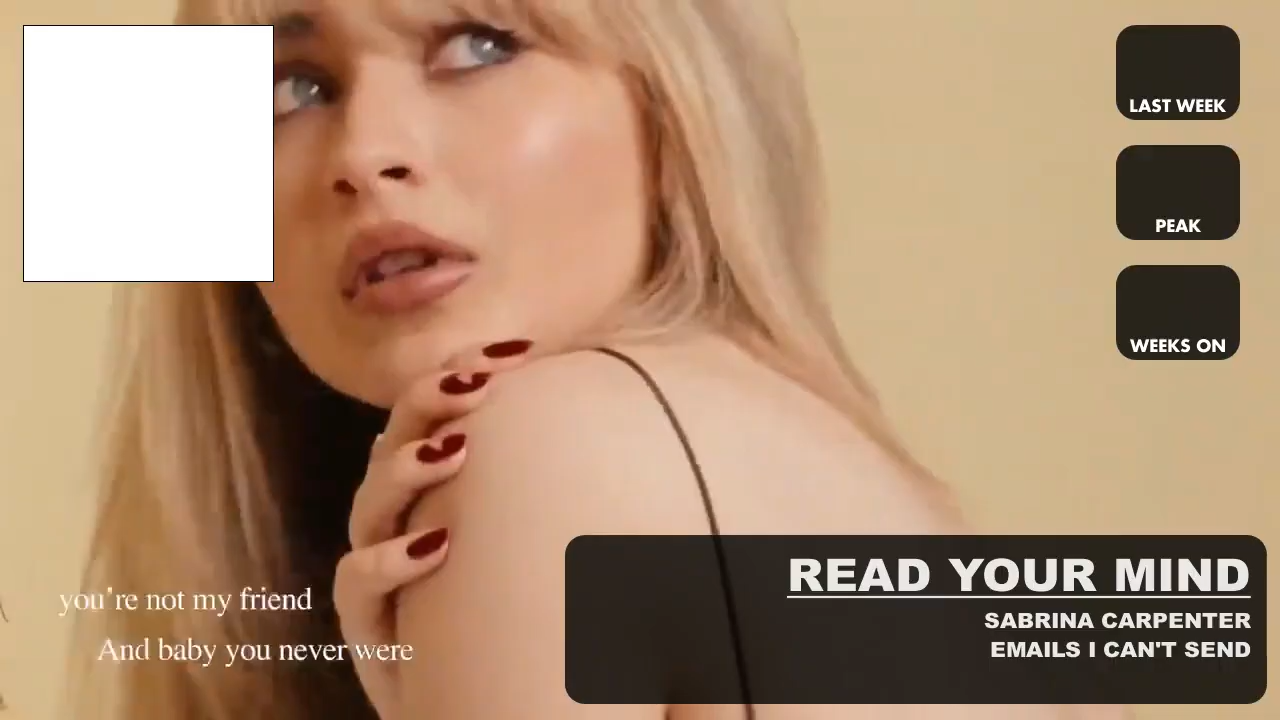 LAST WEEK
PEAK
WEEKS ON
you're not my friend
And baby you never were
READ YOUR MIND
SABRINA CARPENTER
EMAILS I CAN'T SEND